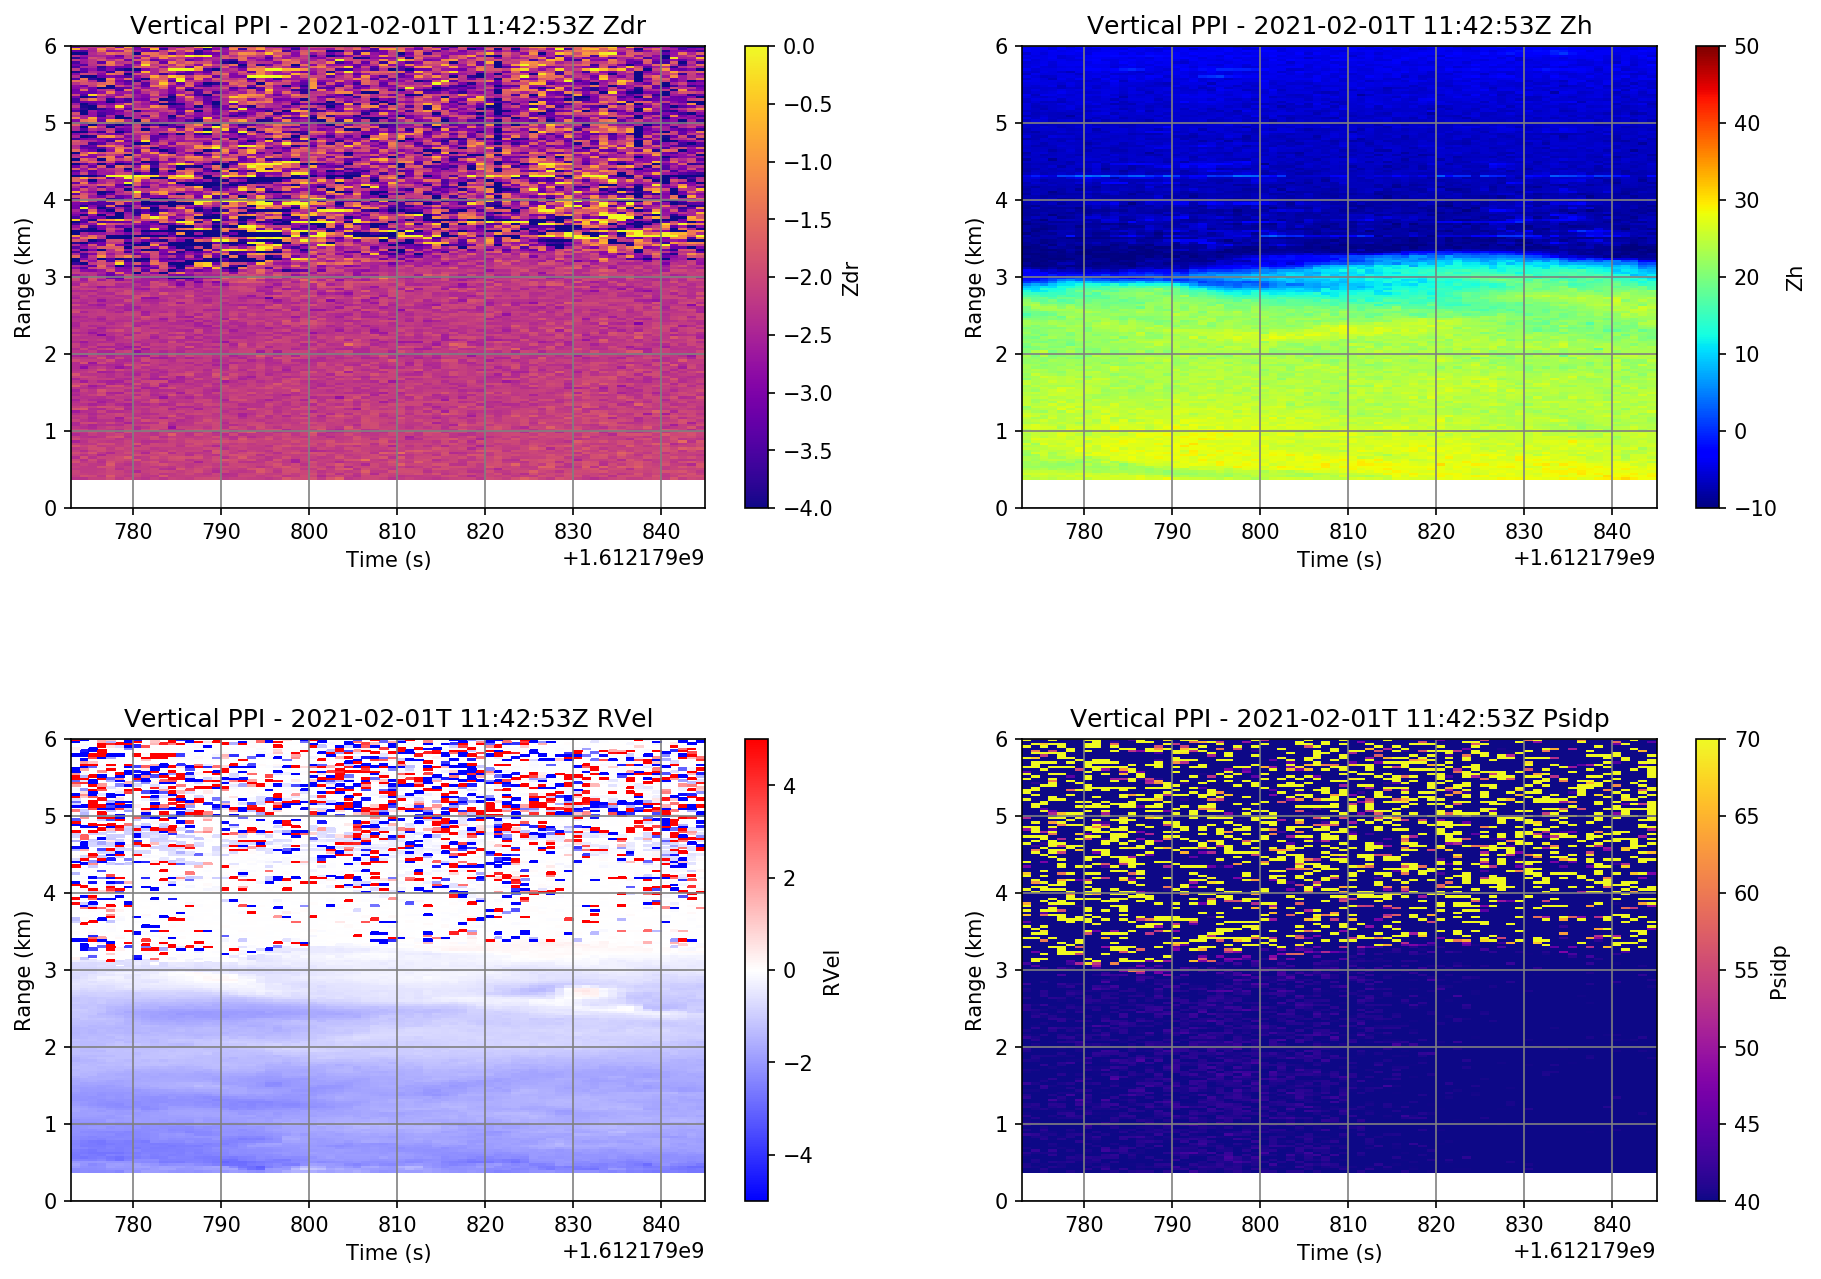 Vertical PPI - 2021-02-01T 11:42:53Z Zdr
6
5
4
3
2
1
0
Range (km)
780 790 800 810 820 830 840
Time (s)
+1.612179e9
0.0
−0.5
−1.0
−1.5
−2.0
−2.5
−3.0
−3.5
−4.0
Zdr
Vertical PPI - 2021-02-01T 11:42:53Z Zh
6
5
4
3
2
1
0
Range (km)
780 790 800 810 820 830 840
Time (s)
+1.612179e9
50
40
30
20
10
0
−10
Zh
Vertical PPI - 2021-02-01T 11:42:53Z RVel
6
5
4
3
2
1
0
Range (km)
780 790 800 810 820 830 840
Time (s)
+1.612179e9
4
2
0
−2
−4
RVel
Vertical PPI - 2021-02-01T 11:42:53Z Psidp
6
5
4
3
2
1
0
Range (km)
780 790 800 810 820 830 840
Time (s)
+1.612179e9
70
65
60
55
50
45
40
Psidp